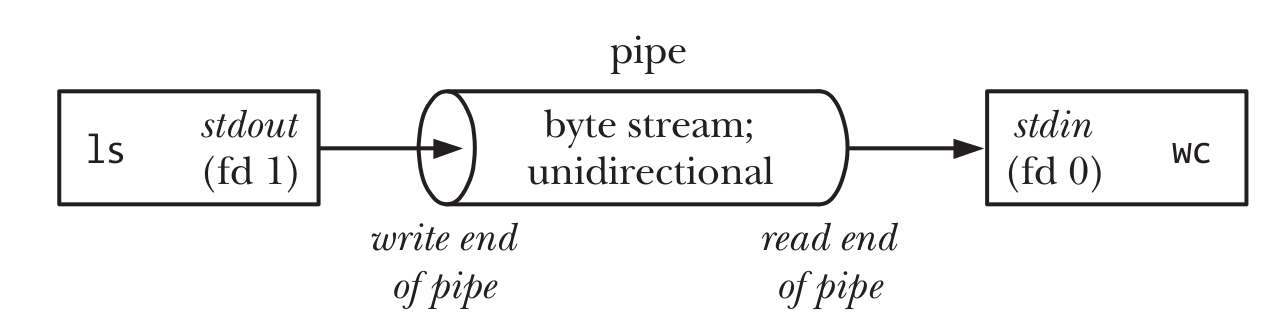 pipe
ls
stdout
(fd 1)
byte stream;
unidirectional
stdin
(fd 0)
wc
write end
of pipe
read end
of pipe